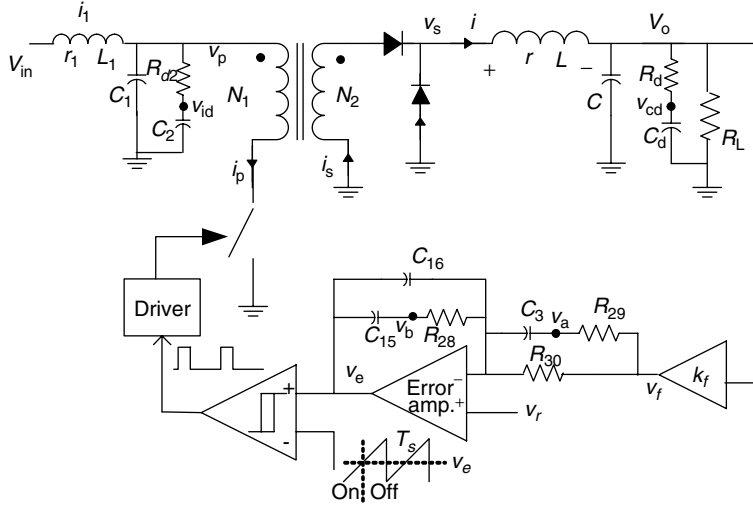 i1
Vin
r1
L1
vp
C1
Rd2
vid
C2
N1
N2
vs
i
+
r
L
−
Vo
C
Rd
vcd
Cd
RL
ip
is
Driver
C16
C15
vb
R28
C3
va
R29
R30
ve
Error
amp.
−
+
vr
vf
kf
+
-
Ts
ve
On
Off